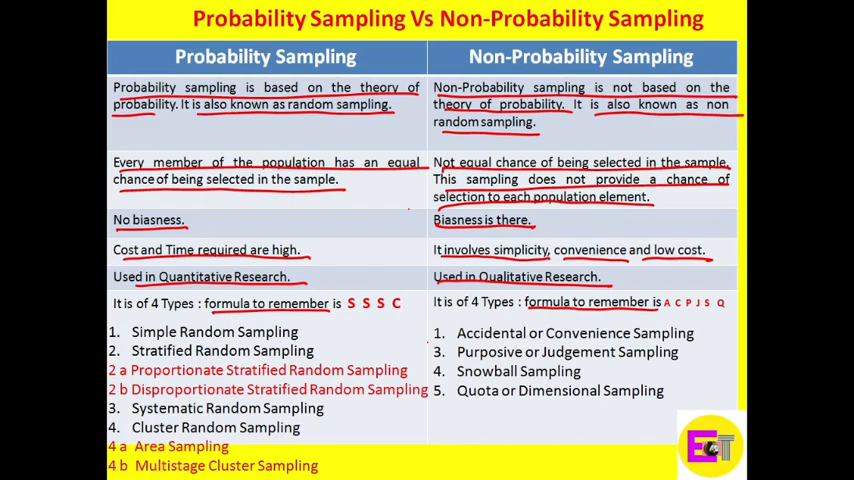 Probability Sampling Vs Non-Probability Sampling
Probability Sampling
Probability sampling is based on the theory of
probability. It is also known as random sampling.
Every member of the population has an equal
chance of being selected in the sample.
No biasness.
Cost and Time required are high.
Used in Quantitative Research.
It is of 4 Types : formula to remember is S S S C
1. Simple Random Sampling
2. Stratified Random Sampling
2 a Proportionate Stratified Random Sampling
2 b Disproportionate Stratified Random Sampling
3. Systematic Random Sampling
4. Cluster Random Sampling
4 a Area Sampling
4 b Multistage Cluster Sampling
Non-Probability Sampling
Non-Probability sampling is not based on the
theory of probability. It is also known as non
random sampling.
Not equal chance of being selected in the sample.
This sampling does not provide a chance of
selection to each population element.
Biasness is there.
It involves simplicity, convenience and low cost.
Used in Qualitative Research.
It is of 4 Types : formula to remember is A C P J S Q
1. Accidental or Convenience Sampling
3. Purposive or Judgement Sampling
4. Snowball Sampling
5. Quota or Dimensional Sampling